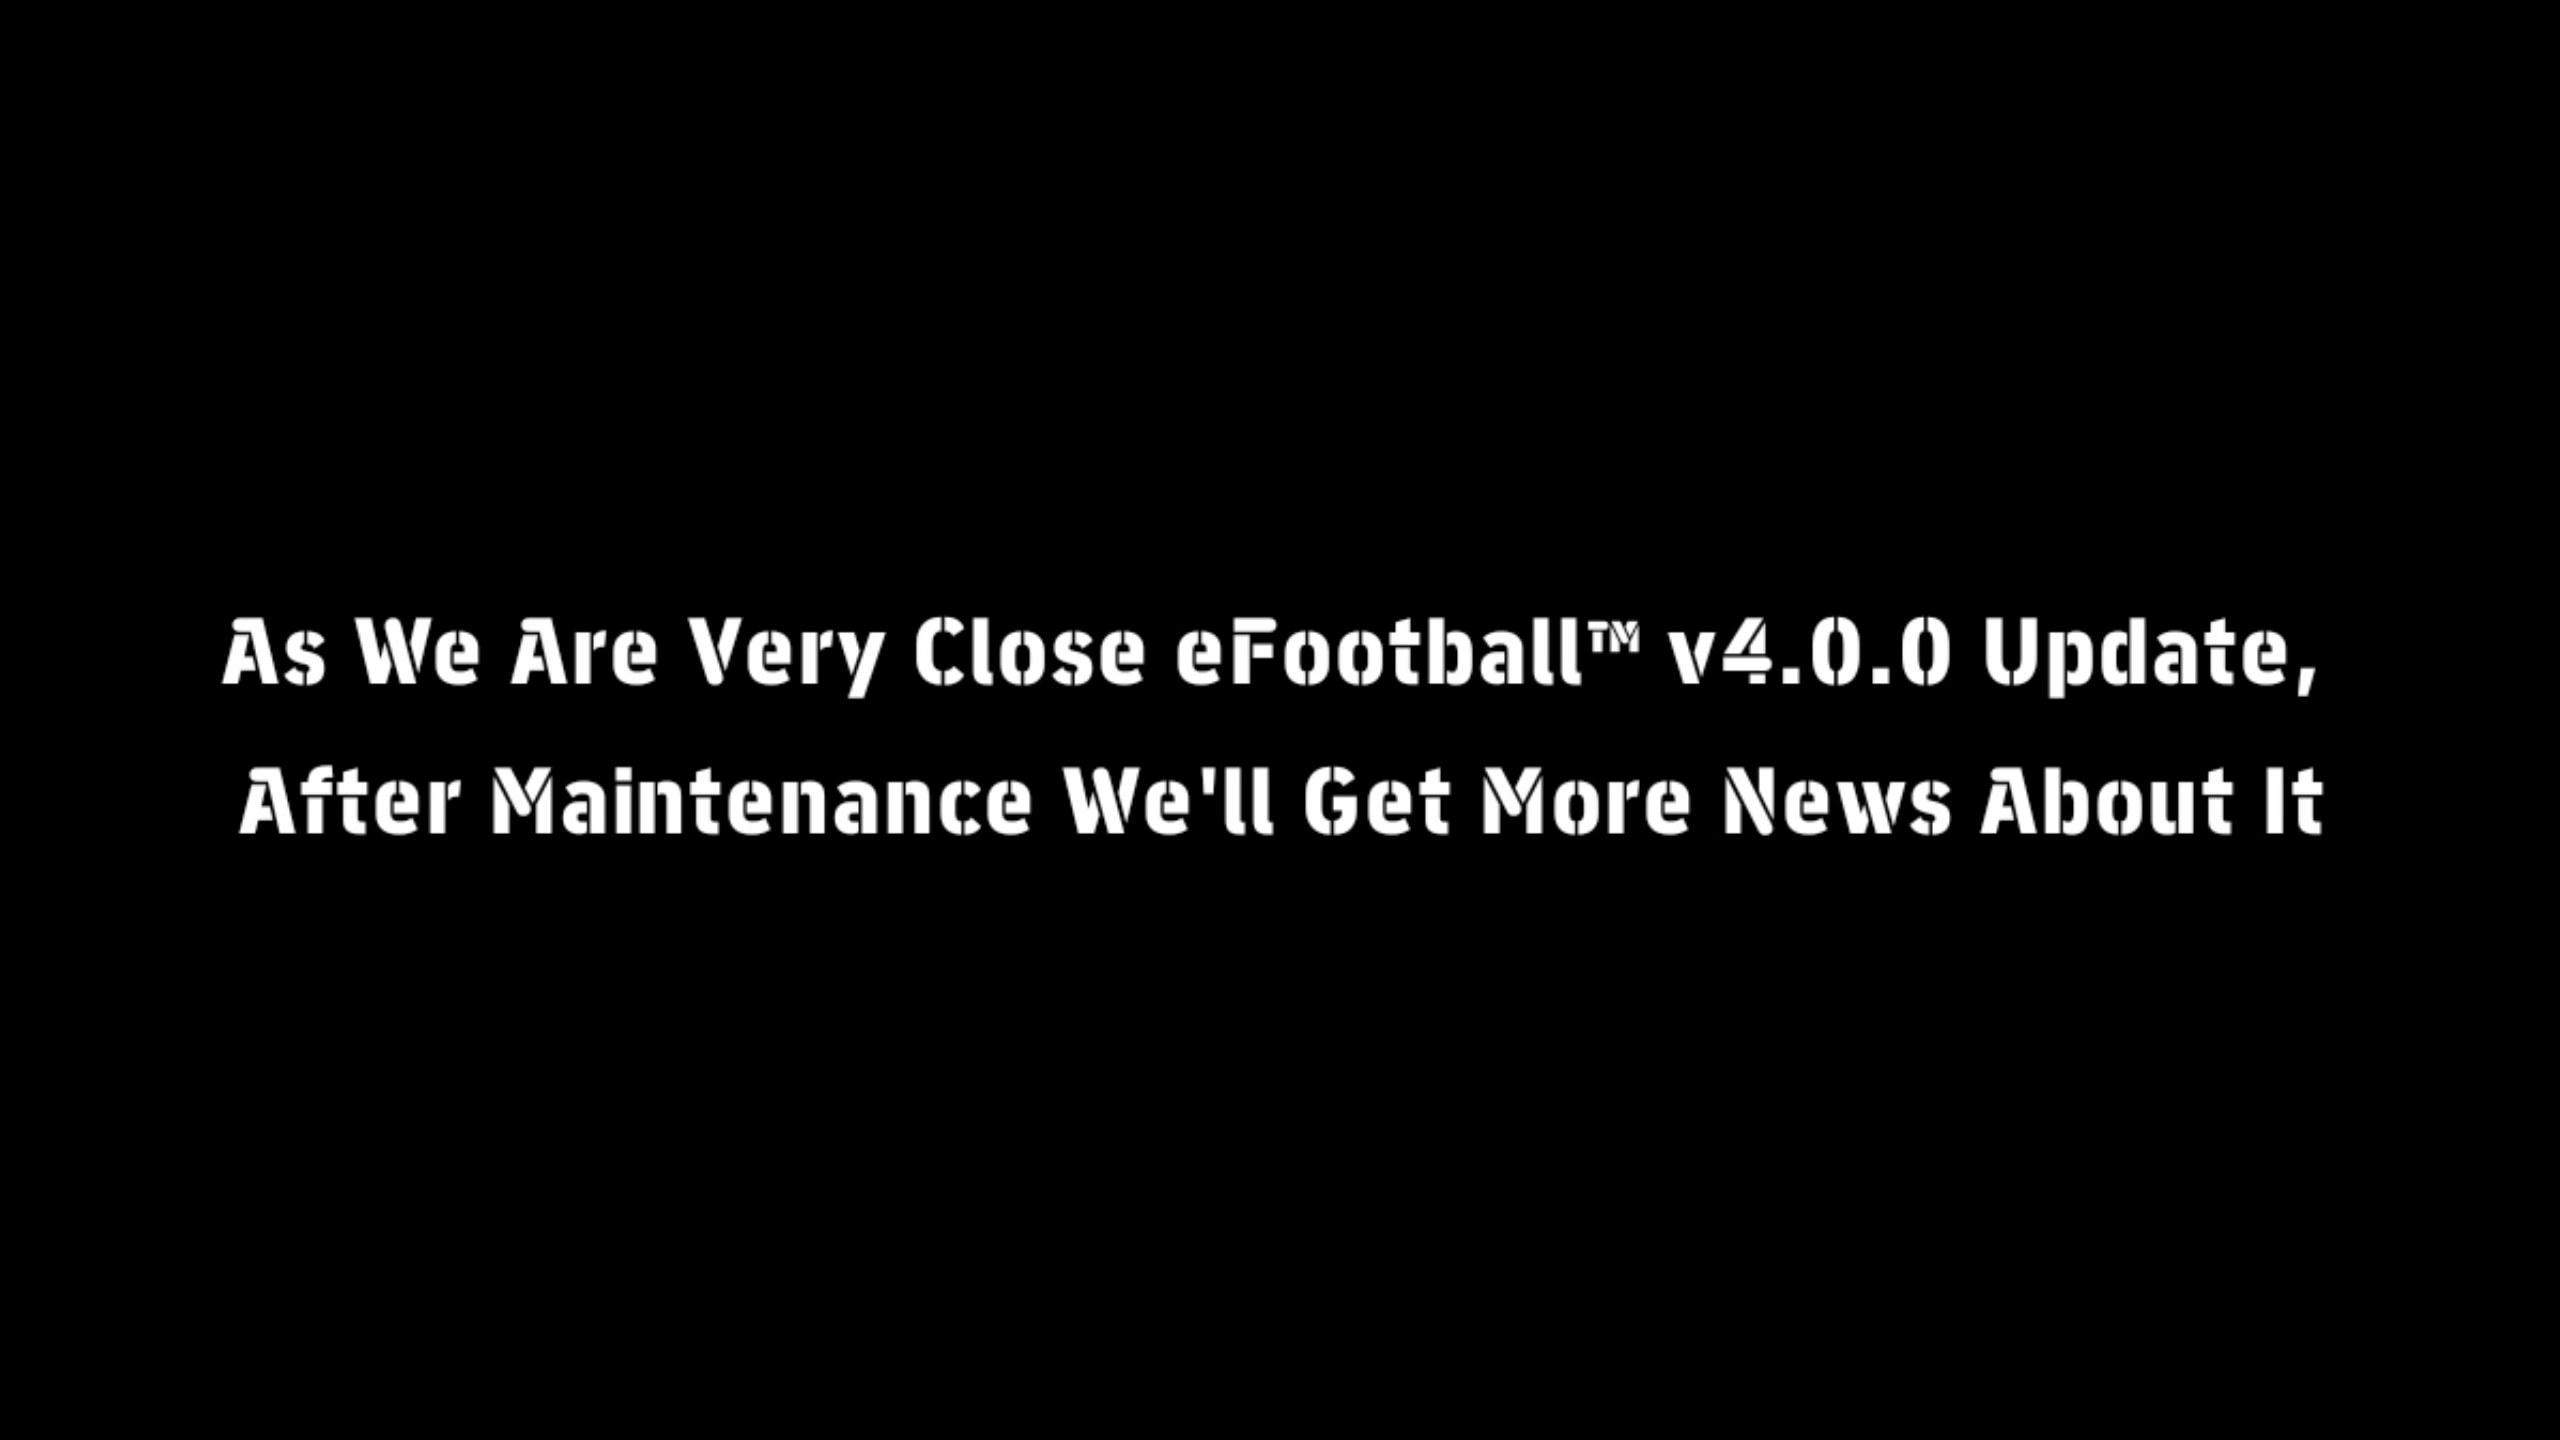 As We Are Very Close eFootball™ v4.0.0 Update,
After Maintenance We'll Get More News About It